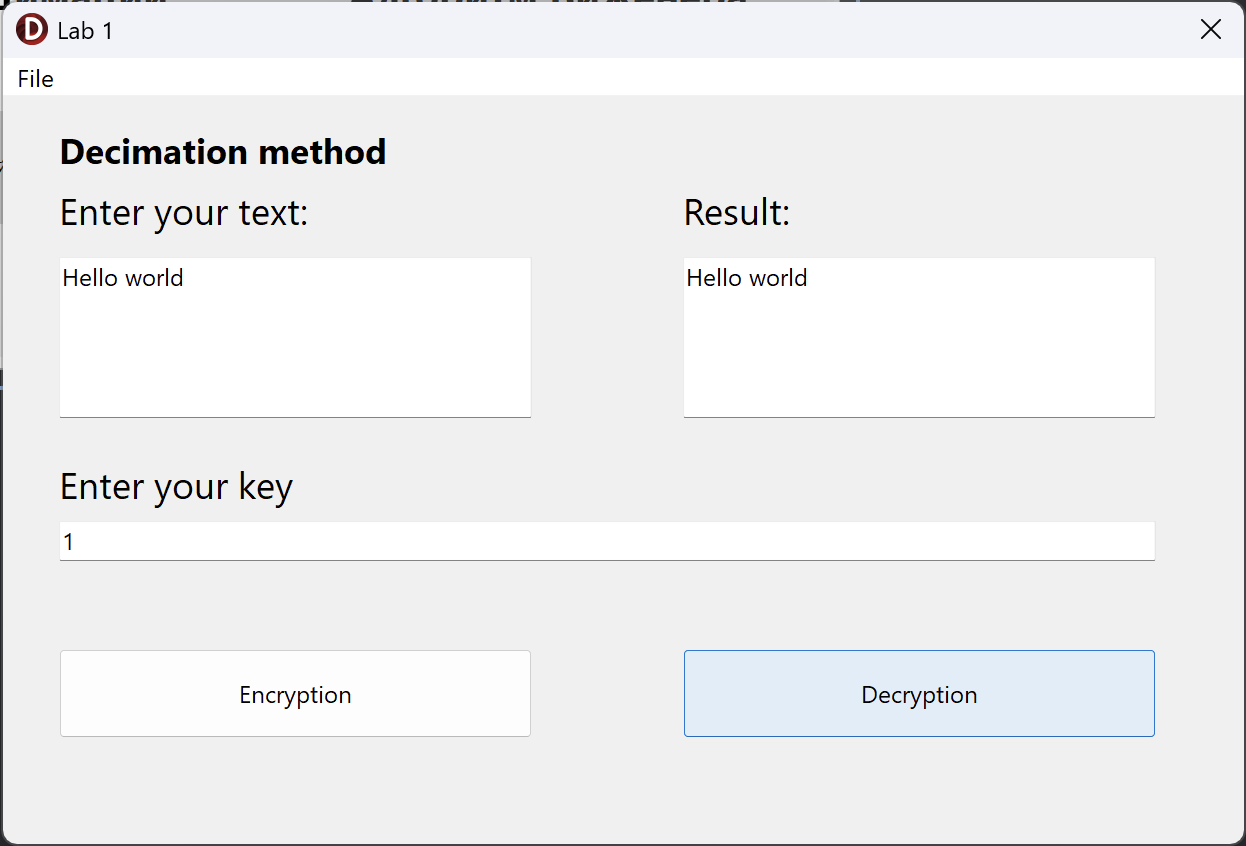 Lab 1
File
Decimation method
Enter your text:
Result:
Hello world
Hello world
Enter your key
1
Encryption
Decryption